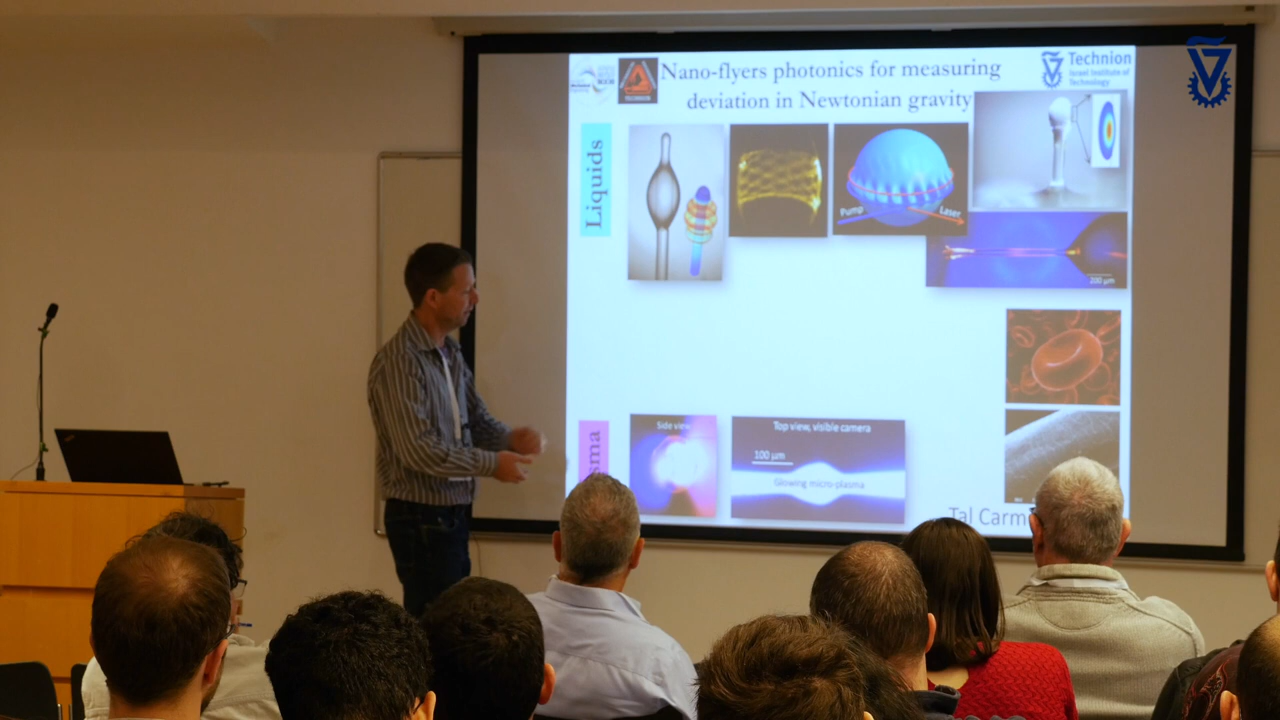 Nano-flyers photonics for measuring
deviation in Newtonian gravity
Technion
Israel Institute of
Technology
Liquids
Pump
Laser
200 μm
sma
Side view
Top view, visible camera
100 μm
Glowing micro-plasma
Tal Carm